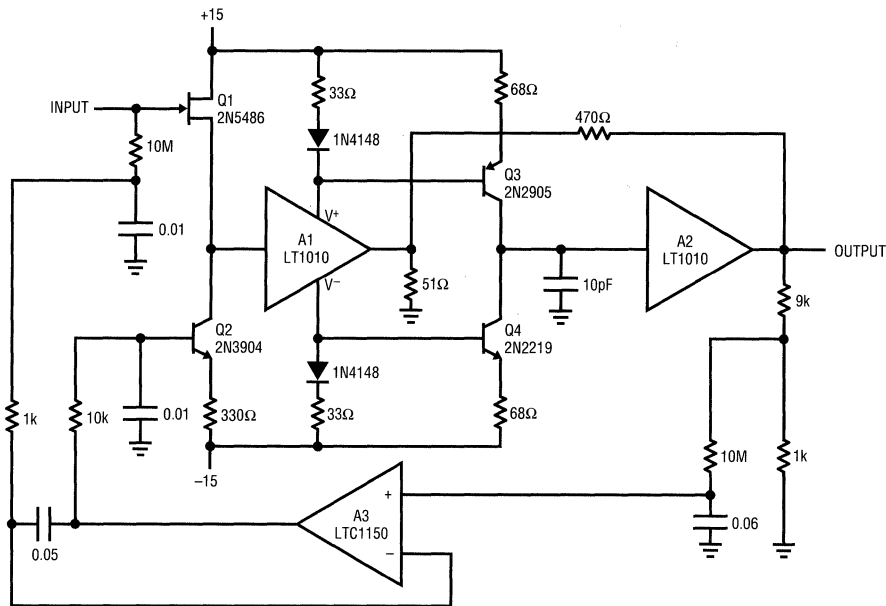 +15
INPUT
Q1
2N5486
10M
0.01
33Ω
1N4148
68Ω
470Ω
Q3
2N2905
V+
A1
LT1010
V−
51Ω
10pF
A2
LT1010
OUTPUT
9k
Q2
2N3904
Q4
2N2219
1N4148
33Ω
68Ω
1k
10k
0.01
330Ω
−15
10M
1k
+
A3
LTC1150
−
0.05
0.06